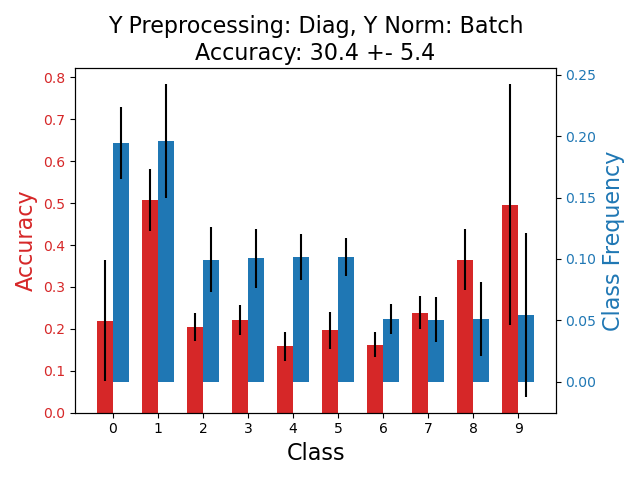 Y Preprocessing: Diag, Y Norm: Batch
Accuracy: 30.4 +- 5.4
0.8
0.7
0.6
0.5
0.4
0.3
0.2
0.1
0.0
Accuracy
0.25
0.20
0.15
0.10
0.05
0.00
Class Frequency
0 1 2 3 4 5 6 7 8 9
Class